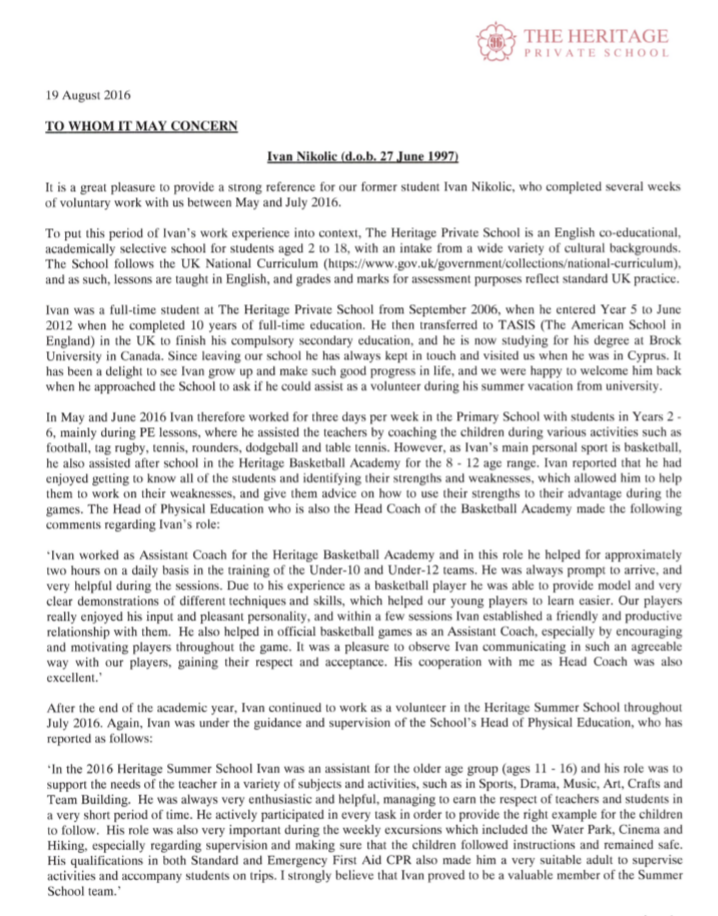 THE HERITAGE
PRIVATE SCHOOL
19 August 2016
TO WHOM IT MAY CONCERN
Ivan Nikolic (d.o.b. 27 June 1997)
It is a great pleasure to provide a strong reference for our former student Ivan Nikolic, who completed several weeks
of voluntary work with us between May and July 2016.
To put this period of Ivan's work experience into context, The Heritage Private School is an English co-educational,
academically selective school for students aged 2 to 18, with an intake from a wide variety of cultural backgrounds.
The School follows the UK National Curriculum (https://www.gov.uk/government/collections/national-curriculum),
and as such, lessons are taught in English, and grades and marks for assessment purposes reflect standard UK practice.
Ivan was a full-time student at The Heritage Private School from September 2006, when he entered Year 5 to June
2012 when he completed 10 years of full-time education. He then transferred to TASIS (The American School in
England) in the UK to finish his compulsory secondary education, and he is now studying for his degree at Brock
University in Canada. Since leaving our school he has always kept in touch and visited us when he was in Cyprus. It
has been a delight to see Ivan grow up and make such good progress in life, and we were happy to welcome him back
when he approached the School to ask if he could assist as a volunteer during his summer vacation from university.
In May and June 2016 Ivan therefore worked for three days per week in the Primary School with students in Years 2 -
6, mainly during PE lessons, where he assisted the teachers by coaching the children during various activities such as
football, tag rugby, tennis, rounders, dodgeball and table tennis. However, as Ivan's main personal sport is basketball,
he also assisted after school in the Heritage Basketball Academy for the 8 - 12 age range. Ivan reported that he had
enjoyed getting to know all of the students and identifying their strengths and weaknesses, which allowed him to help
them to work on their weaknesses, and give them advice on how to use their strengths to their advantage during the
games. The Head of Physical Education who is also the Head Coach of the Basketball Academy made the following
comments regarding Ivan's role:
'Ivan worked as Assistant Coach for the Heritage Basketball Academy and in this role he helped for approximately
two hours on a daily basis in the training of the Under-10 and Under-12 teams. He was always prompt to arrive, and
very helpful during the sessions. Due to his experience as a basketball player he was able to provide model and very
clear demonstrations of different techniques and skills, which helped our young players to learn easier. Our players
really enjoyed his input and pleasant personality, and within a few sessions Ivan established a friendly and productive
relationship with them. He also helped in official basketball games as an Assistant Coach, especially by encouraging
and motivating players throughout the game. It was a pleasure to observe Ivan communicating in such an agreeable
way with our players, gaining their respect and acceptance. His cooperation with me as Head Coach was also
excellent.'
After the end of the academic year, Ivan continued to work as a volunteer in the Heritage Summer School throughout
July 2016. Again, Ivan was under the guidance and supervision of the School's Head of Physical Education, who has
reported as follows:
'In the 2016 Heritage Summer School Ivan was an assistant for the older age group (ages 11 - 16) and his role was to
support the needs of the teacher in a variety of subjects and activities, such as in Sports, Drama, Music, Art, Crafts and
Team Building. He was always very enthusiastic and helpful, managing to earn the respect of teachers and students in
a very short period of time. He actively participated in every task in order to provide the right example for the children
to follow. His role was also very important during the weekly excursions which included the Water Park, Cinema and
Hiking, especially regarding supervision and making sure that the children followed instructions and remained safe.
His qualifications in both Standard and Emergency First Aid CPR also made him a very suitable adult to supervise
activities and accompany students on trips. I strongly believe that Ivan proved to be a valuable member of the Summer
School team.'